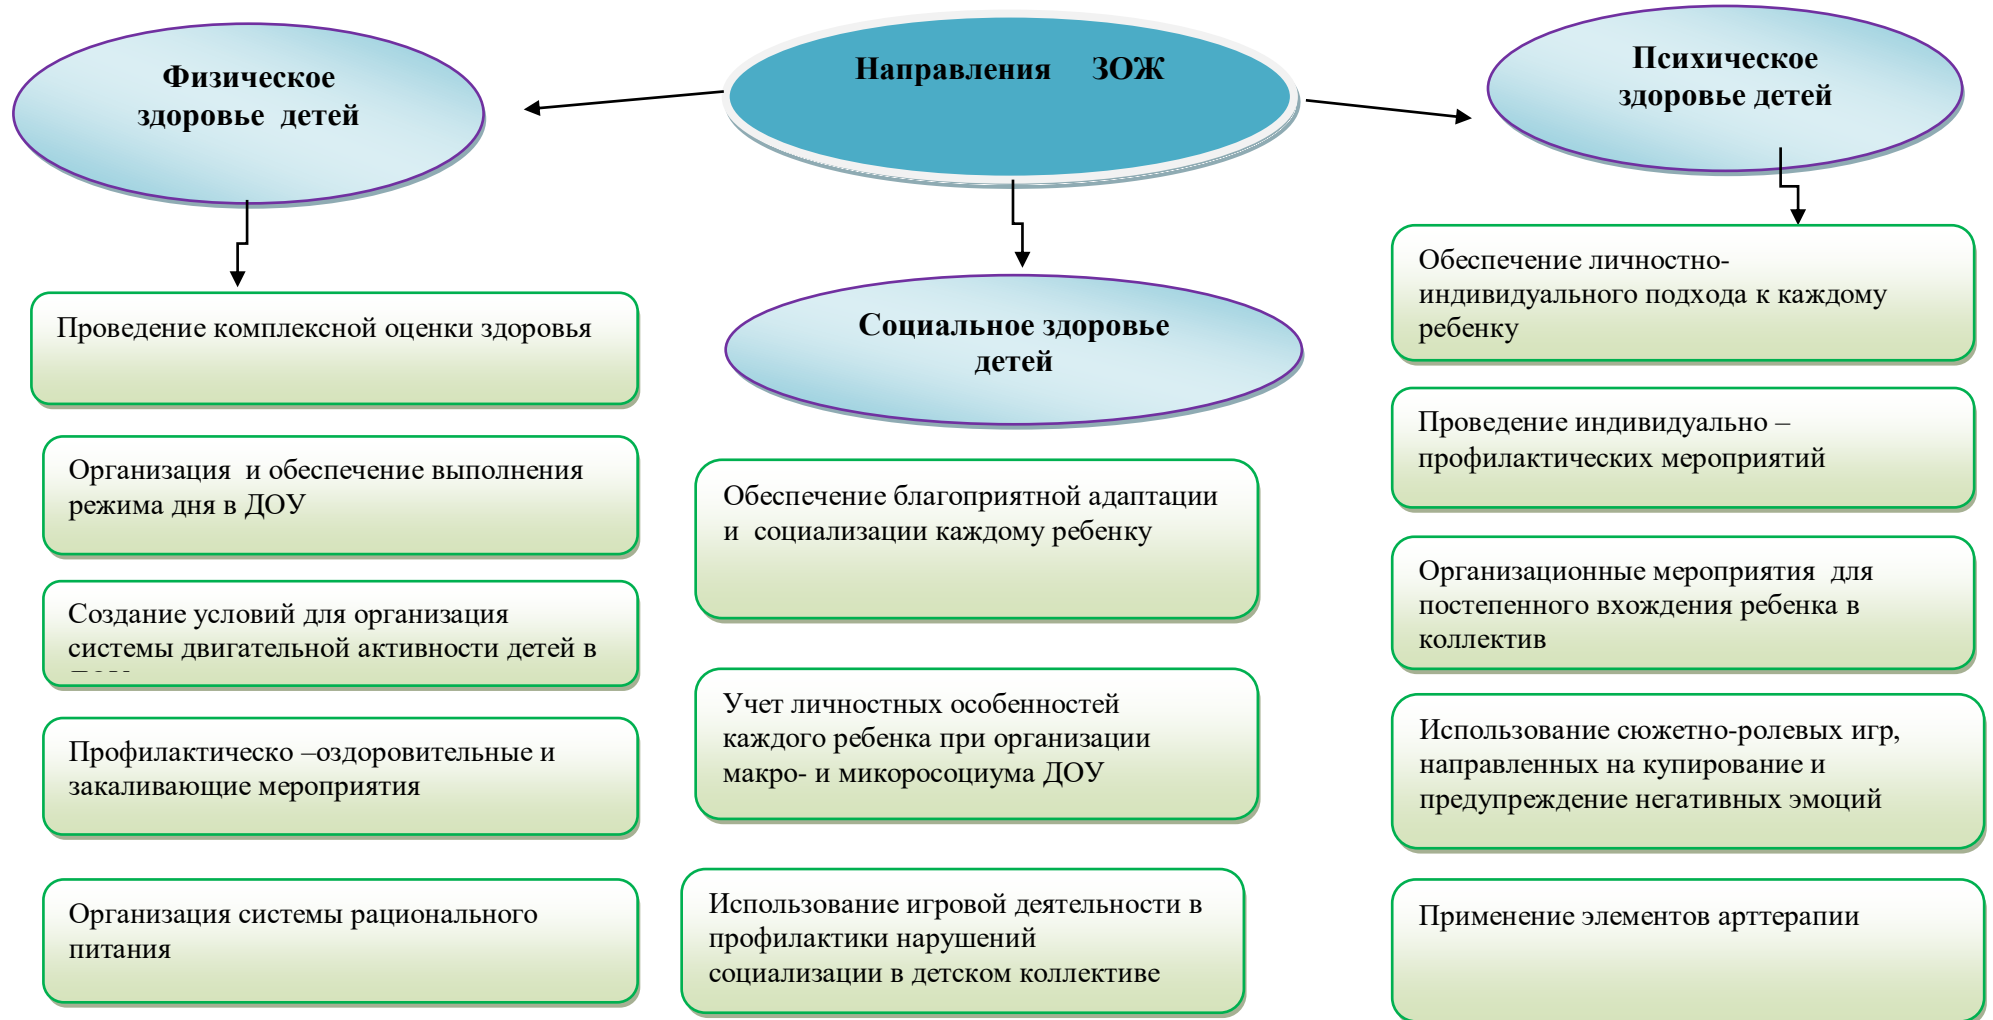 Направления ЗОЖ
Физическое
здоровье детей
Проведение комплексной оценки здоровья
Организация и обеспечение выполнения
режима дня в ДОУ
Создание условий для организация
системы двигательной активности детей в
Профилактическо –оздоровительные и
закаливающие мероприятия
Организация системы рационального
питания
Социальное здоровье
детей
Обеспечение благоприятной адаптации
и социализации каждому ребенку
Учет личностных особенностей
каждого ребенка при организации
макро- и микоросоциума ДОУ
Использование игровой деятельности в
профилактики нарушений
социализации в детском коллективе
Психическое
здоровье детей
Обеспечение личностно-
индивидуального подхода к каждому
ребенку
Проведение индивидуально –
профилактических мероприятий
Организационные мероприятия для
постепенного вхождения ребенка в
коллектив
Использование сюжетно-ролевых игр,
направленных на купирование и
предупреждение негативных эмоций
Применение элементов арттерапии